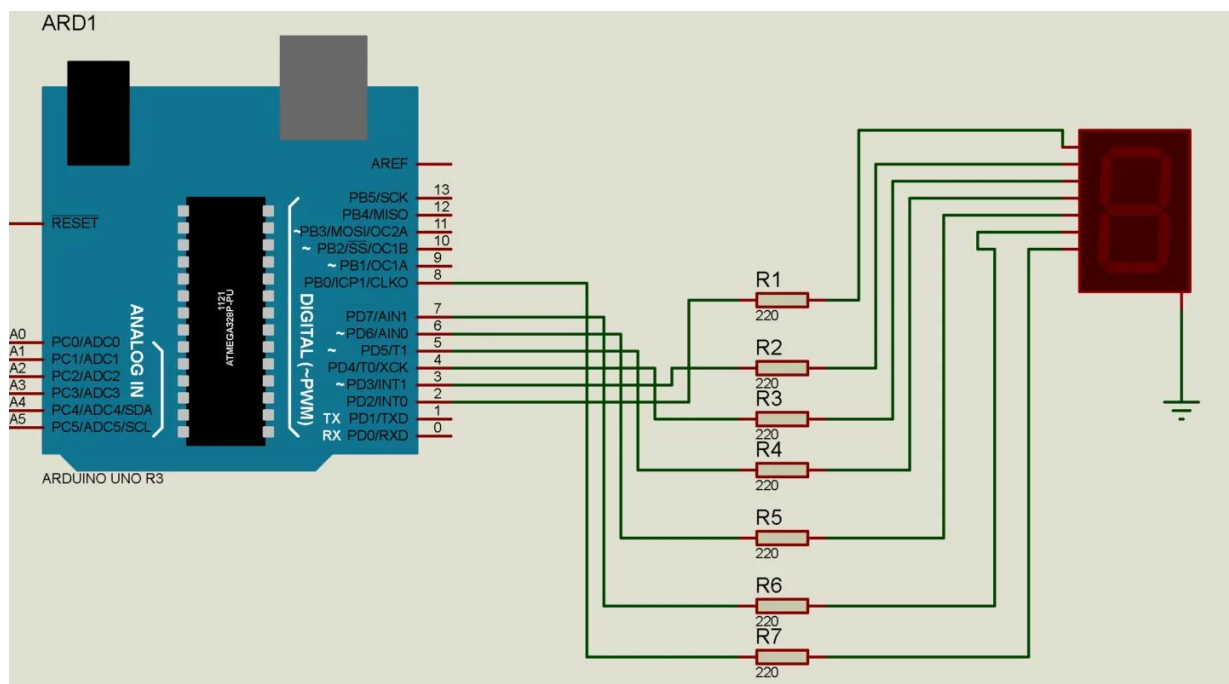 ARD1
RESET
AREF
PB5/SCK 13
PB4/MISO 12
~PB3/MOSI/OC2A 11
~ PB2/SS/OC1B 10
~ PB1/OC1A 9
PB0/ICP1/CLKO 8
PD7/AIN1 7
~PD6/AIN0 6
~ PD5/T1 5
PD4/T0/XCK 4
~PD3/INT1 3
PD2/INT0 2
TX PD1/TXD 1
RX PD0/RXD 0
DIGITAL (~PWM)
1121
ATMEGA328P-PU
ANALOG IN
A0 PC0/ADC0
A1 PC1/ADC1
A2 PC2/ADC2
A3 PC3/ADC3
A4 PC4/ADC4/SDA
A5 PC5/ADC5/SCL
ARDUINO UNO R3
R1
220
R2
220
R3
220
R4
220
R5
220
R6
220
R7
220